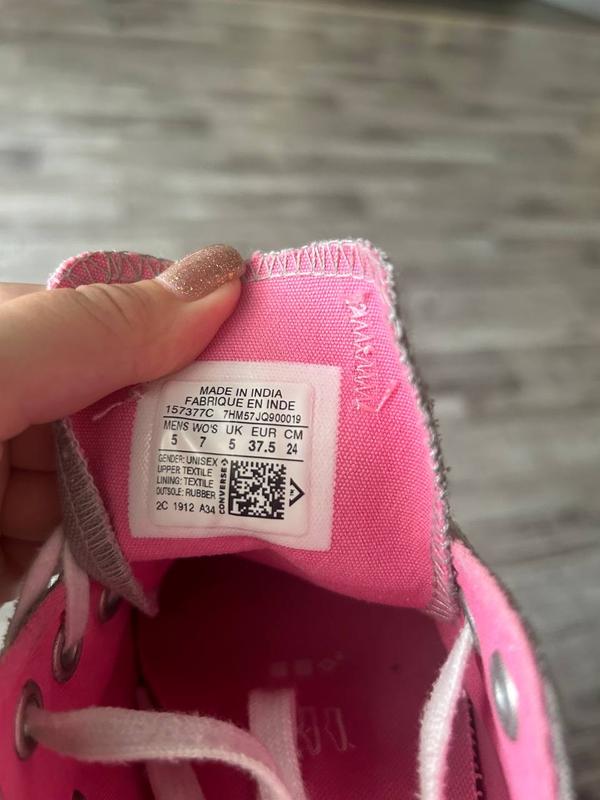 MADE IN INDIA
FABRIQUE EN INDE
157377C 7HM57JQ900019
MENS WO'S UK EUR CM
5 7 5 37.5 24
GENDER: UNISEX
UPPER TEXTILE
LINING: TEXTILE
OUTSOLE: RUBBER
2C 1912 A34
CONVERSE